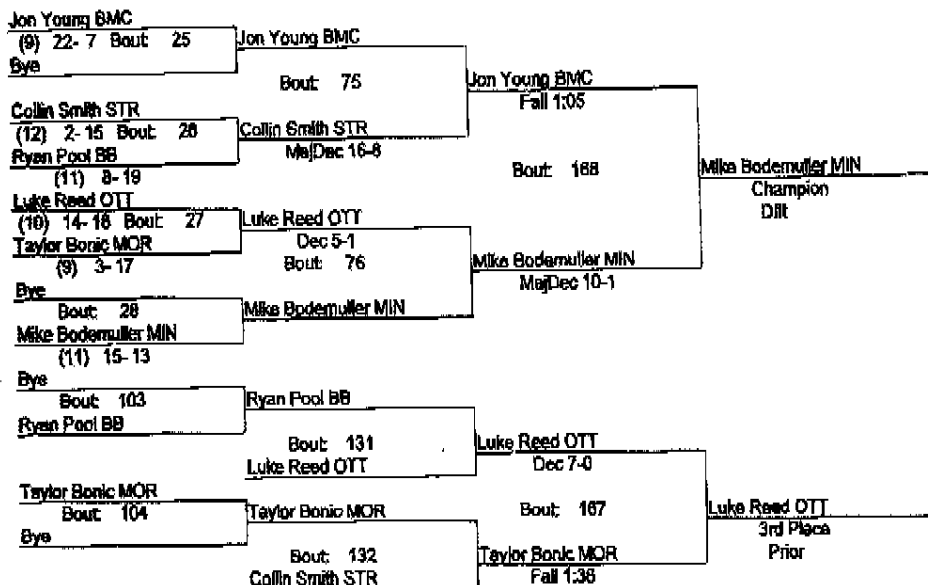 Jon Young BMC
(9) 22- 7 Bout: 25
Bye
Jon Young BMC
Bout: 75
Collin Smith STR
(12) 2- 15 Bout: 26
Ryan Pool BB
(11) 8- 19
Collin Smith STR
MajDec 16-8
Jon Young BMC
Fall 1:05
Bout: 168
Luke Reed OTT
(10) 14- 16 Bout: 27
Taylor Bonic MOR
(9) 3- 17
Luke Reed OTT
Dec 5-1
Bout: 76
Bye
Bout: 28
Mike Bodemuller MIN
(11) 15- 13
Mike Bodemuller MIN
Mike Bodemuller MIN
MajDec 10-1
Mike Bodemuller MIN
Champion
Dflt
Bye
Bout: 103
Ryan Pool BB
Ryan Pool BB
Bout: 131
Luke Reed OTT
Luke Reed OTT
Dec 7-0
Bout: 167
Taylor Bonic MOR
Bout: 104
Bye
Taylor Bonic MOR
Bout: 132
Collin Smith STR
Taylor Bonic MOR
Fall 1:38
Luke Reed OTT
3rd Place
Prior